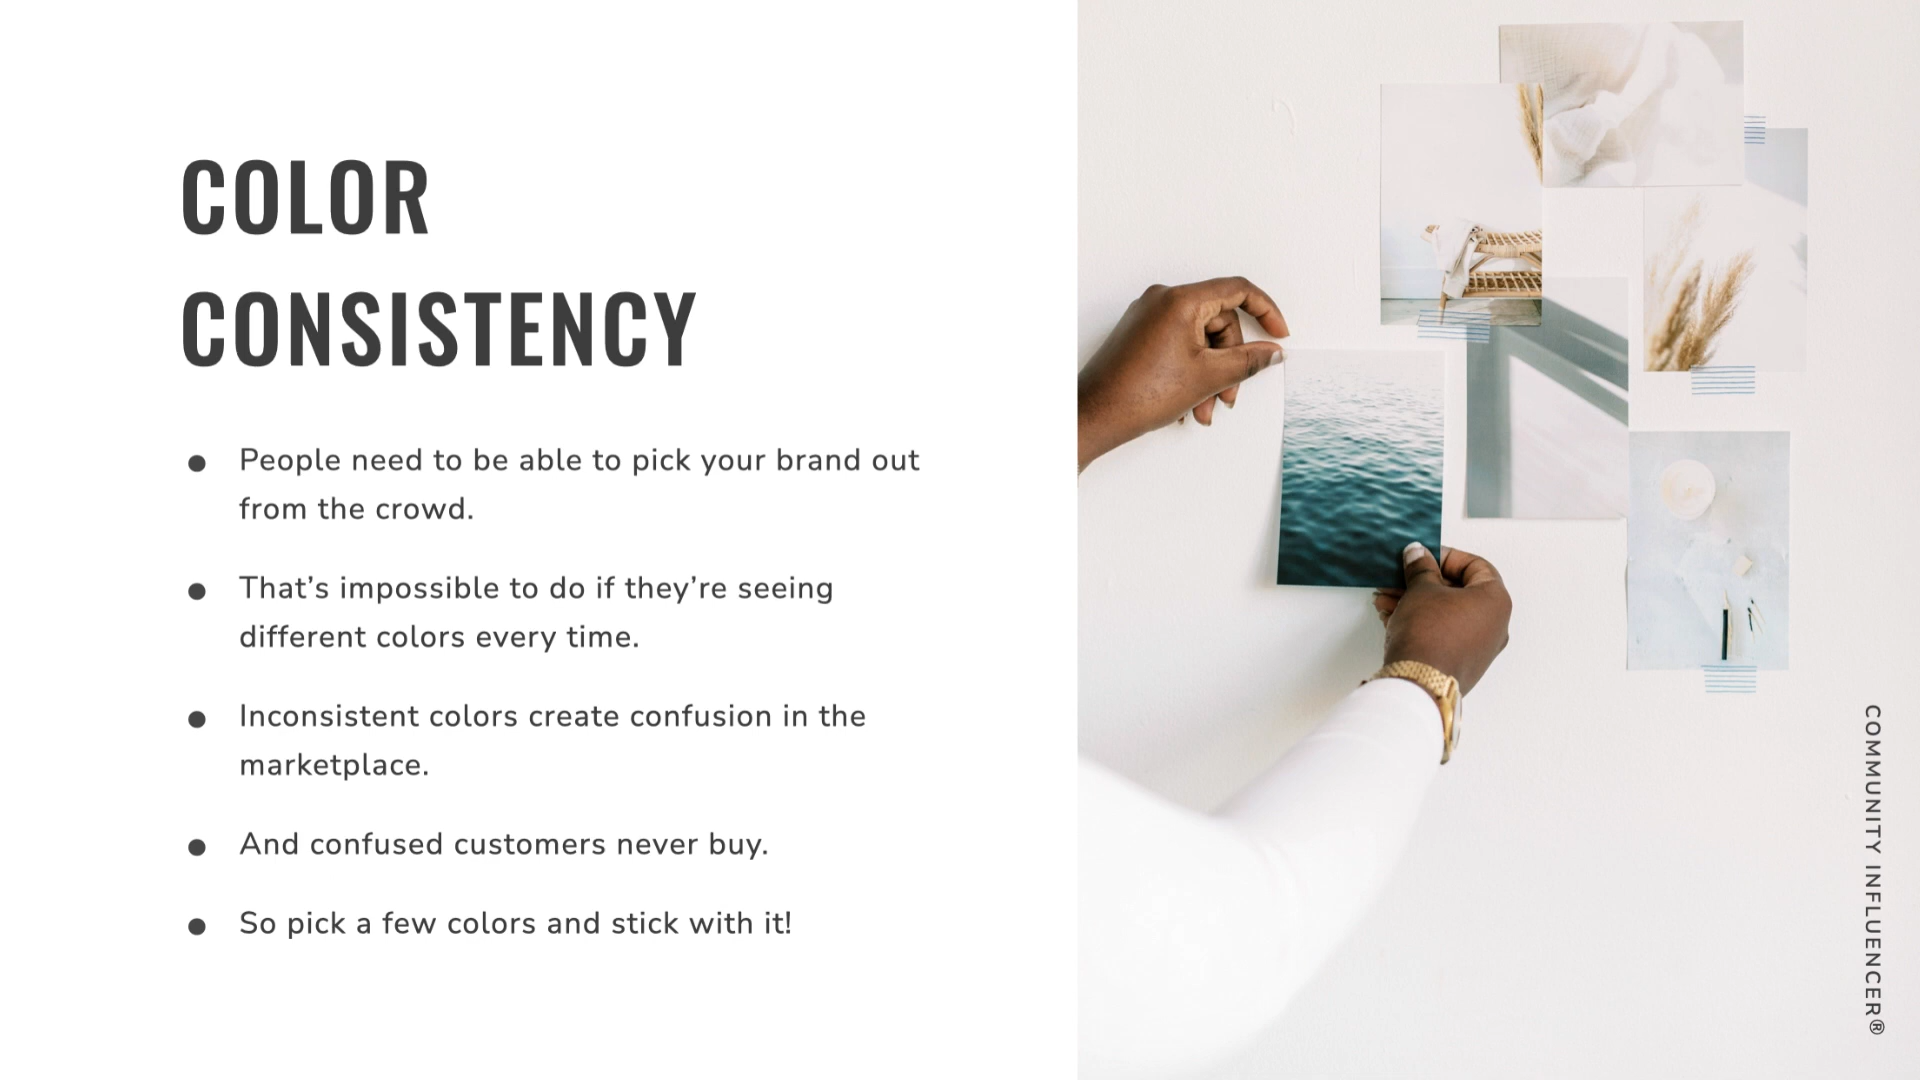 COLOR
CONSISTENCY
● People need to be able to pick your brand out
from the crowd.
● That’s impossible to do if they’re seeing
different colors every time.
● Inconsistent colors create confusion in the
marketplace.
● And confused customers never buy.
● So pick a few colors and stick with it!
COMMUNITY INFLUENCER®